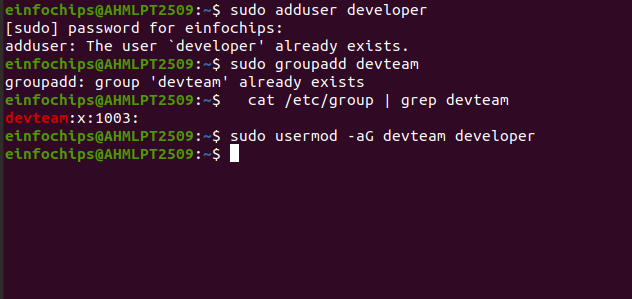 einfochips@AHMLPT2509:~$ sudo adduser developer
[sudo] password for einfochips:
adduser: The user `developer' already exists.
einfochips@AHMLPT2509:~$ sudo groupadd devteam
groupadd: group 'devteam' already exists
einfochips@AHMLPT2509:~$   cat /etc/group | grep devteam
devteam:x:1003:
einfochips@AHMLPT2509:~$ sudo usermod -aG devteam developer
einfochips@AHMLPT2509:~$